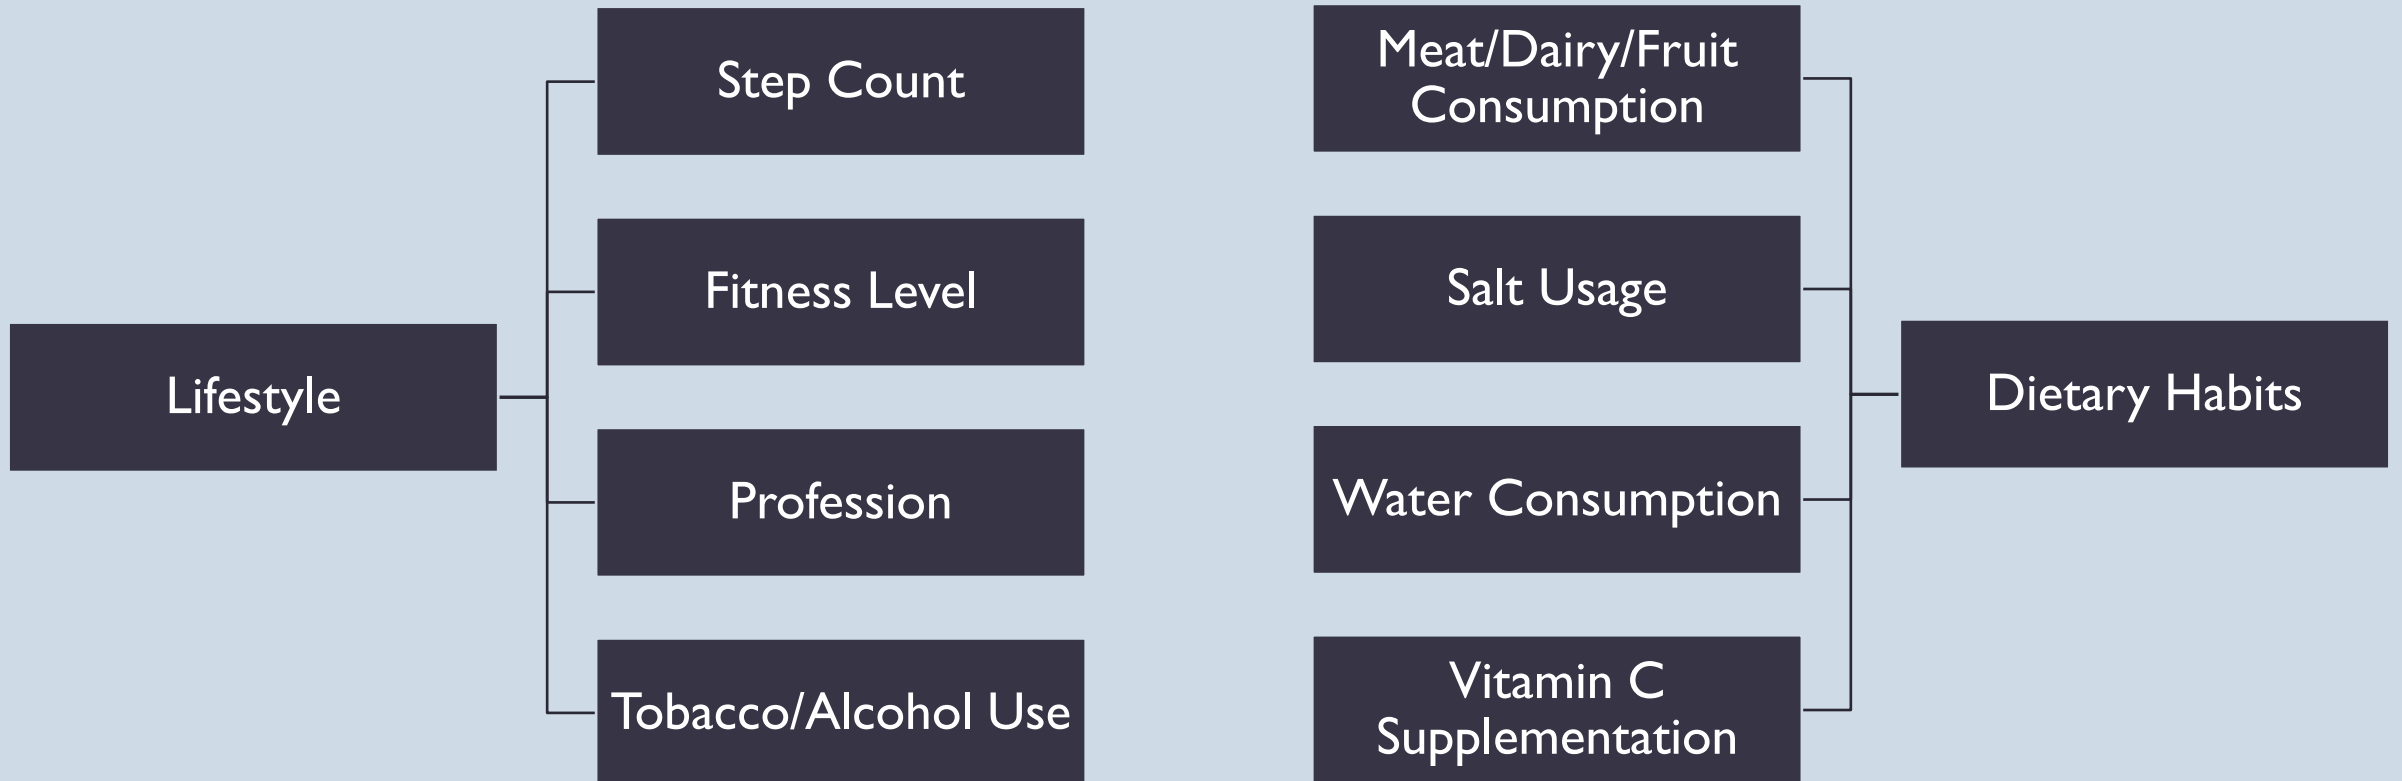 Lifestyle
Step Count
Fitness Level
Profession
Tobacco/Alcohol Use
Meat/Dairy/Fruit
Consumption
Salt Usage
Water Consumption
Vitamin C
Supplementation
Dietary Habits